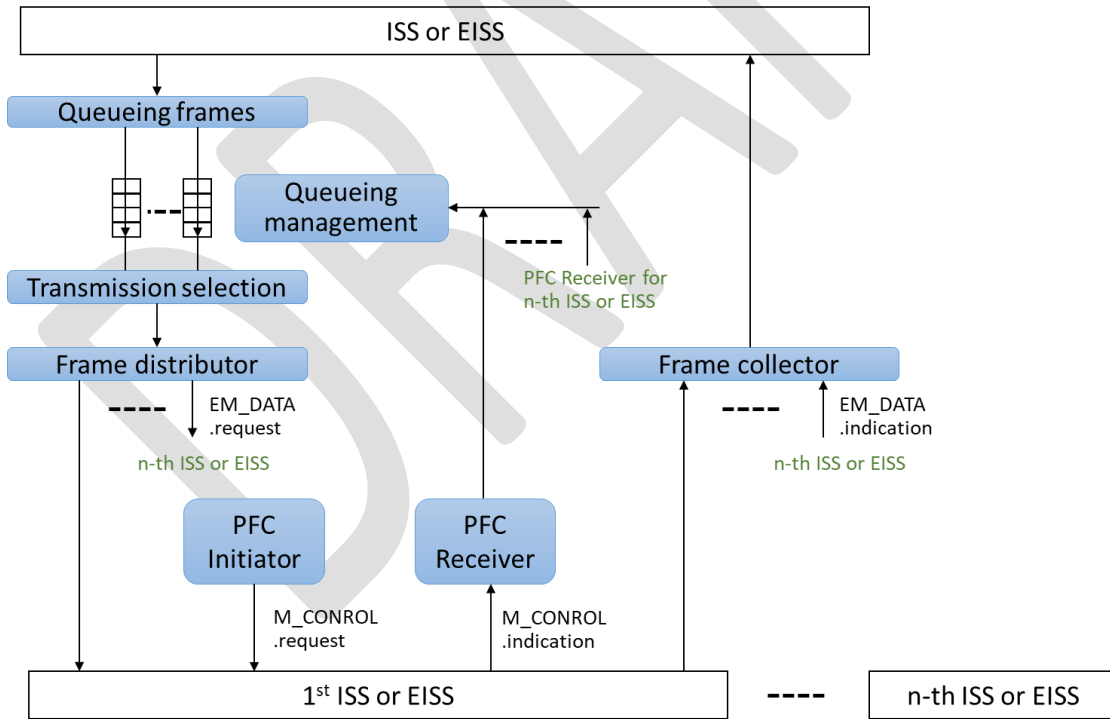 ISS or EISS
Queueing frames
Queueing
management
PFC Receiver for
n-th ISS or EISS
Transmission selection
Frame distributor
Frame collector
EM_DATA
.request
n-th ISS or EISS
EM_DATA
.indication
n-th ISS or EISS
PFC
Initiator
PFC
Receiver
M_CONROL
.request
M_CONROL
.indication
1st ISS or EISS
n-th ISS or EISS